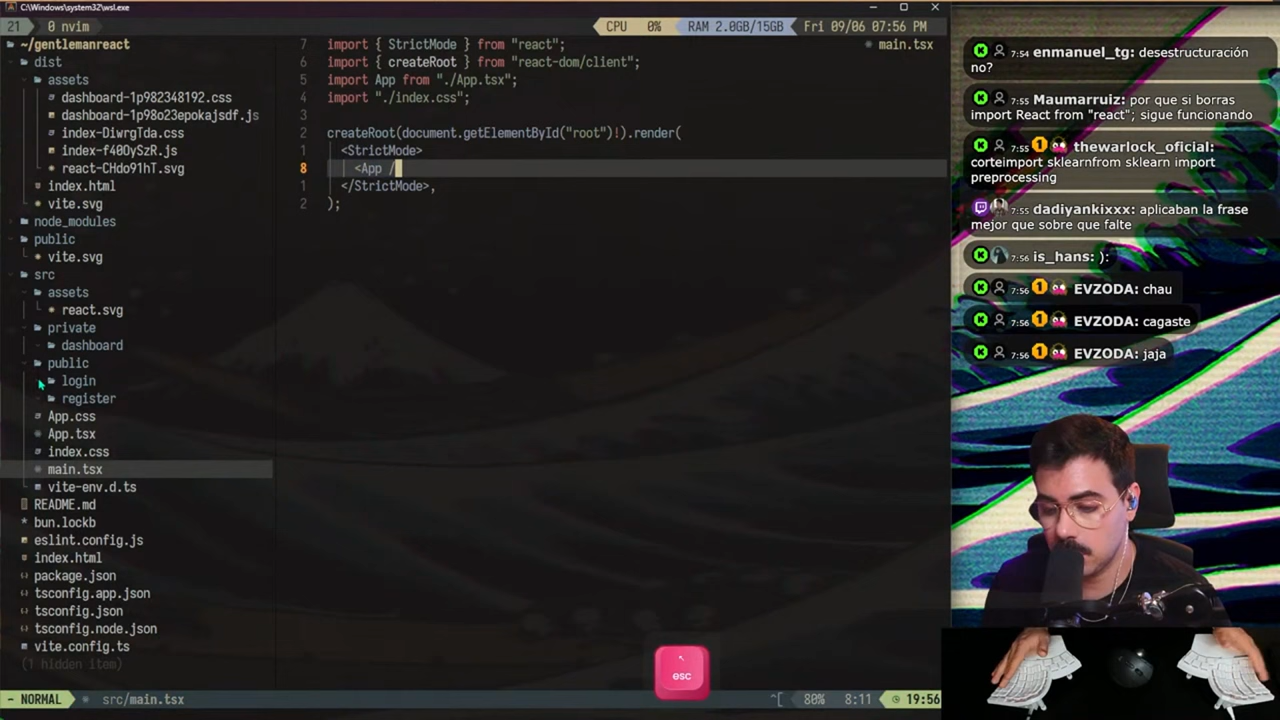 C:\Windows\system32\wsl.exe
21 0 nvim CPU 0% RAM 2.0GB/15GB Fri 09/06 07:56 PM
~/gentlemanreact
dist
assets
dashboard-1p982348192.css
dashboard-1p98o23epokajsdf.js
index-DiwrgTda.css
index-f40OySzR.js
react-CHdo91hT.svg
index.html
vite.svg
node_modules
public
vite.svg
src
assets
react.svg
private
dashboard
public
login
register
App.css
App.tsx
index.css
main.tsx
vite-env.d.ts
README.md
bun.lockb
eslint.config.js
index.html
package.json
tsconfig.app.json
tsconfig.json
tsconfig.node.json
vite.config.ts
(1 hidden item)
main.tsx
7 import { StrictMode } from "react";
6 import { createRoot } from "react-dom/client";
5 import App from "./App.tsx";
4 import "./index.css";
3
2 createRoot(document.getElementById("root")!).render(
1 <StrictMode>
8 <App /
1 </StrictMode>,
2 );
esc
NORMAL src/main.tsx ^[ 80% 8:11 19:56
7:54 enmanuel_tg: desestructuración
no?
7:55 Maumarruiz: por que si borras
import React from "react"; sigue funcionando
7:55 thewarlock_oficial:
corteimport sklearnfrom sklearn import
preprocessing
7:55 dadiyankixxx: aplicaban la frase
mejor que sobre que falte
7:56 is_hans: ):
7:56 EVZODA: chau
7:56 EVZODA: cagaste
7:56 EVZODA: jaja